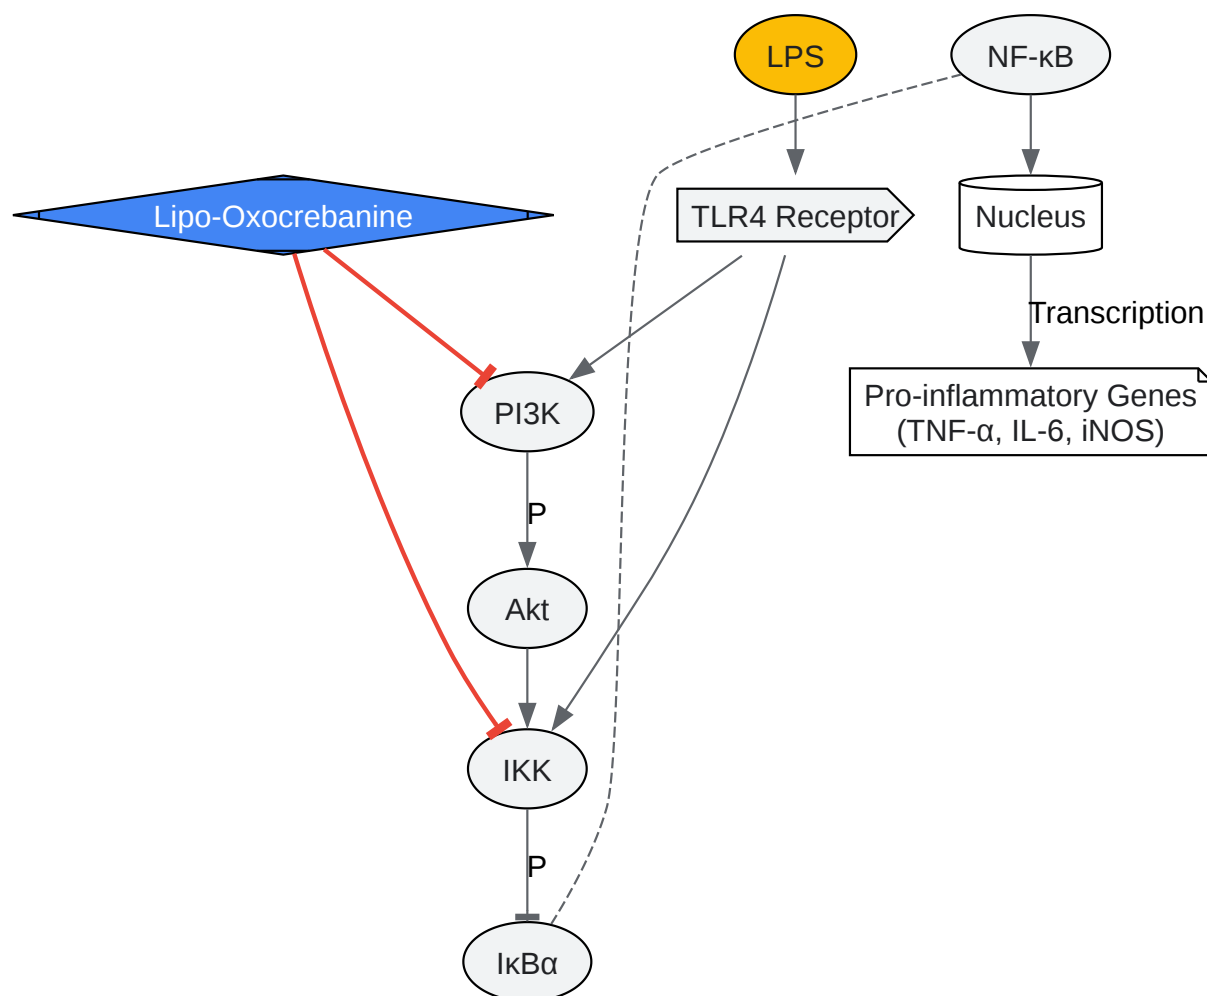 LPS
NF-κB
Lipo-Oxocrebanine
TLR4 Receptor
Nucleus
Transcription
Pro-inflammatory Genes
(TNF-α, IL-6, iNOS)
PI3K
P
Akt
IKK
P
IκBα